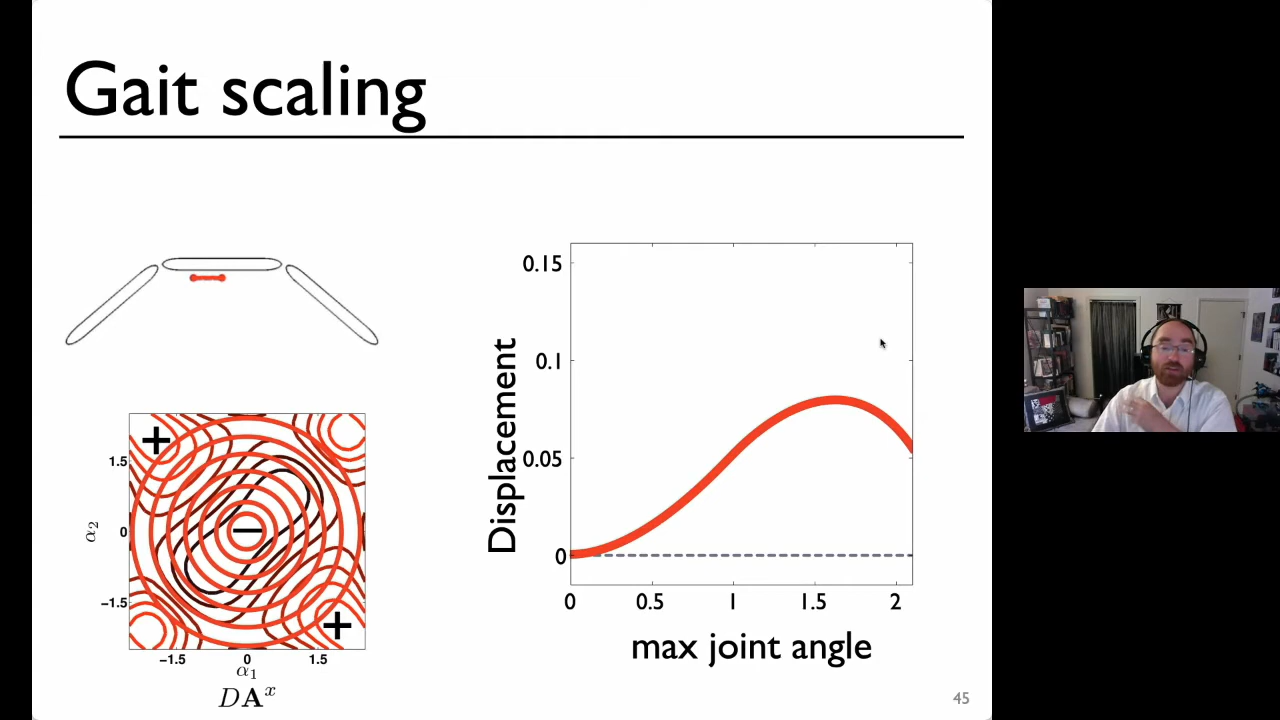 Gait scaling
0.15
0.1
0.05
0
Displacement
0 0.5 1 1.5 2
max joint angle
+
−
+
1.5
0
−1.5
α₂
−1.5 0 1.5
α₁
DAˣ
45